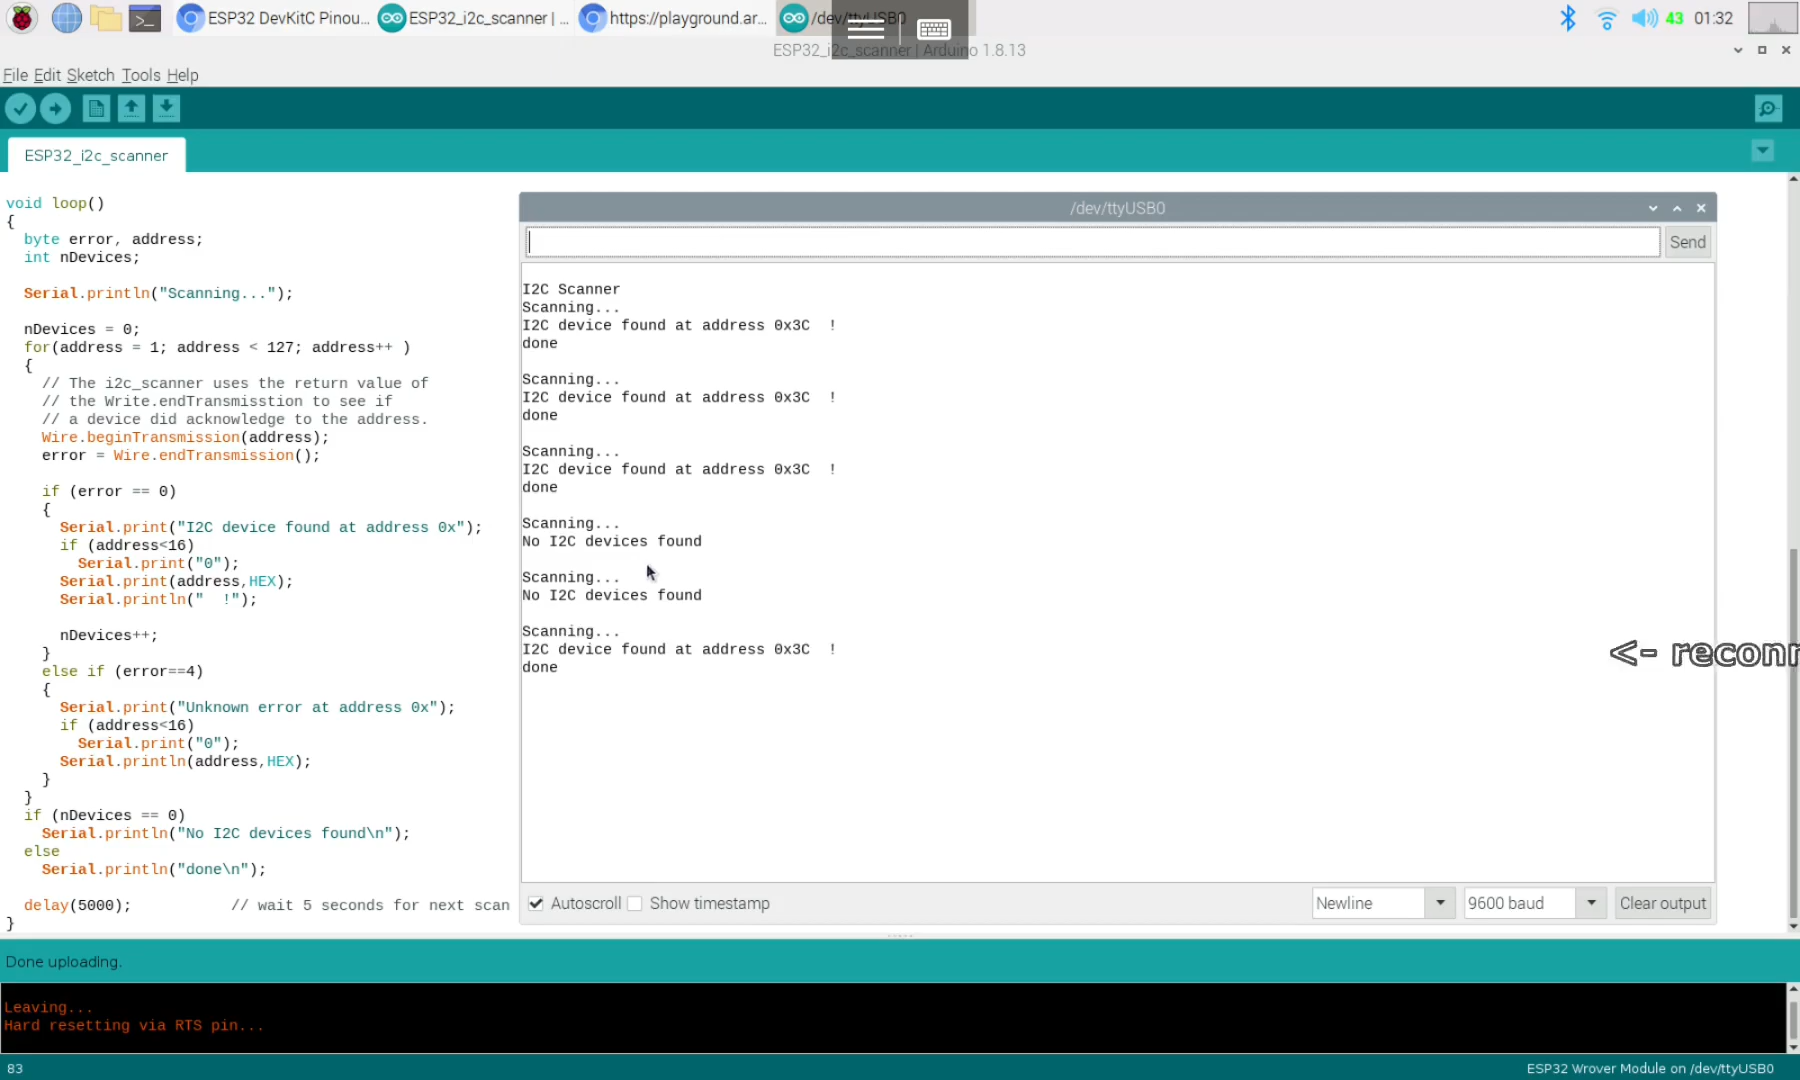 ESP32 DevKitC Pinou...
ESP32_i2c_scanner | ...
https://playground.ar...
/dev/ttyUSB0
43
01:32
ESP32_i2c_scanner | Arduino 1.8.13
File Edit Sketch Tools Help
ESP32_i2c_scanner
void loop()
{
byte error, address;
int nDevices;
Serial.println("Scanning...");
nDevices = 0;
for(address = 1; address < 127; address++ )
{
// The i2c_scanner uses the return value of
// the Write.endTransmisstion to see if
// a device did acknowledge to the address.
Wire.beginTransmission(address);
error = Wire.endTransmission();
if (error == 0)
{
Serial.print("I2C device found at address 0x");
if (address<16)
Serial.print("0");
Serial.print(address,HEX);
Serial.println("  !");
nDevices++;
}
else if (error==4)
{
Serial.print("Unknown error at address 0x");
if (address<16)
Serial.print("0");
Serial.println(address,HEX);
}
}
if (nDevices == 0)
Serial.println("No I2C devices found\n");
else
Serial.println("done\n");
delay(5000);           // wait 5 seconds for next scan
}
/dev/ttyUSB0
Send
I2C Scanner
Scanning...
I2C device found at address 0x3C  !
done
Scanning...
I2C device found at address 0x3C  !
done
Scanning...
I2C device found at address 0x3C  !
done
Scanning...
No I2C devices found
Scanning...
No I2C devices found
Scanning...
I2C device found at address 0x3C  !
done
<- reconn
Autoscroll
Show timestamp
Newline
9600 baud
Clear output
Done uploading.
Leaving...
Hard resetting via RTS pin...
83
ESP32 Wrover Module on /dev/ttyUSB0